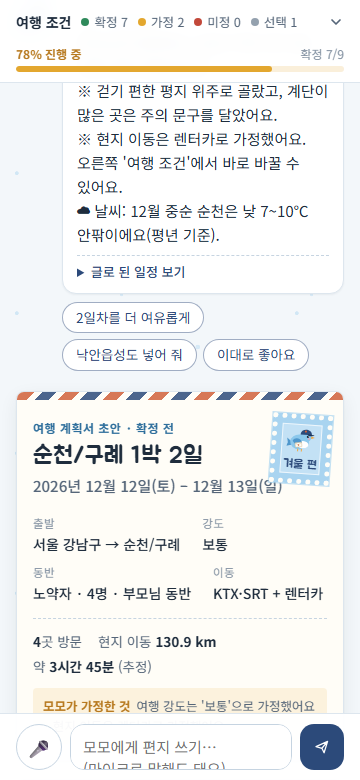 여행 조건 확정 7 가정 2 미정 0 선택 1
78% 진행 중 확정 7/9
※ 걷기 편한 평지 위주로 골랐고, 계단이
많은 곳은 주의 문구를 달았어요.
※ 현지 이동은 렌터카로 가정했어요.
오른쪽 '여행 조건'에서 바로 바꿀 수
있어요.
☁ 날씨: 12월 중순 순천은 낮 7~10℃
안팎이에요(평년 기준).
▶ 글로 된 일정 보기
2일차를 더 여유롭게
낙안읍성도 넣어 줘 이대로 좋아요
여행 계획서 초안 · 확정 전
순천/구례 1박 2일
겨울 편
2026년 12월 12일(토) – 12월 13일(일)
출발 강도
서울 강남구 → 순천/구례 보통
동반 이동
노약자 · 4명 · 부모님 동반 KTX·SRT + 렌터카
4곳 방문 현지 이동 130.9 km
약 3시간 45분 (추정)
모모가 가정한 것 여행 강도는 '보통'으로 가정했어요
모모에게 편지 쓰기…
(마이크로 말해도 돼요)